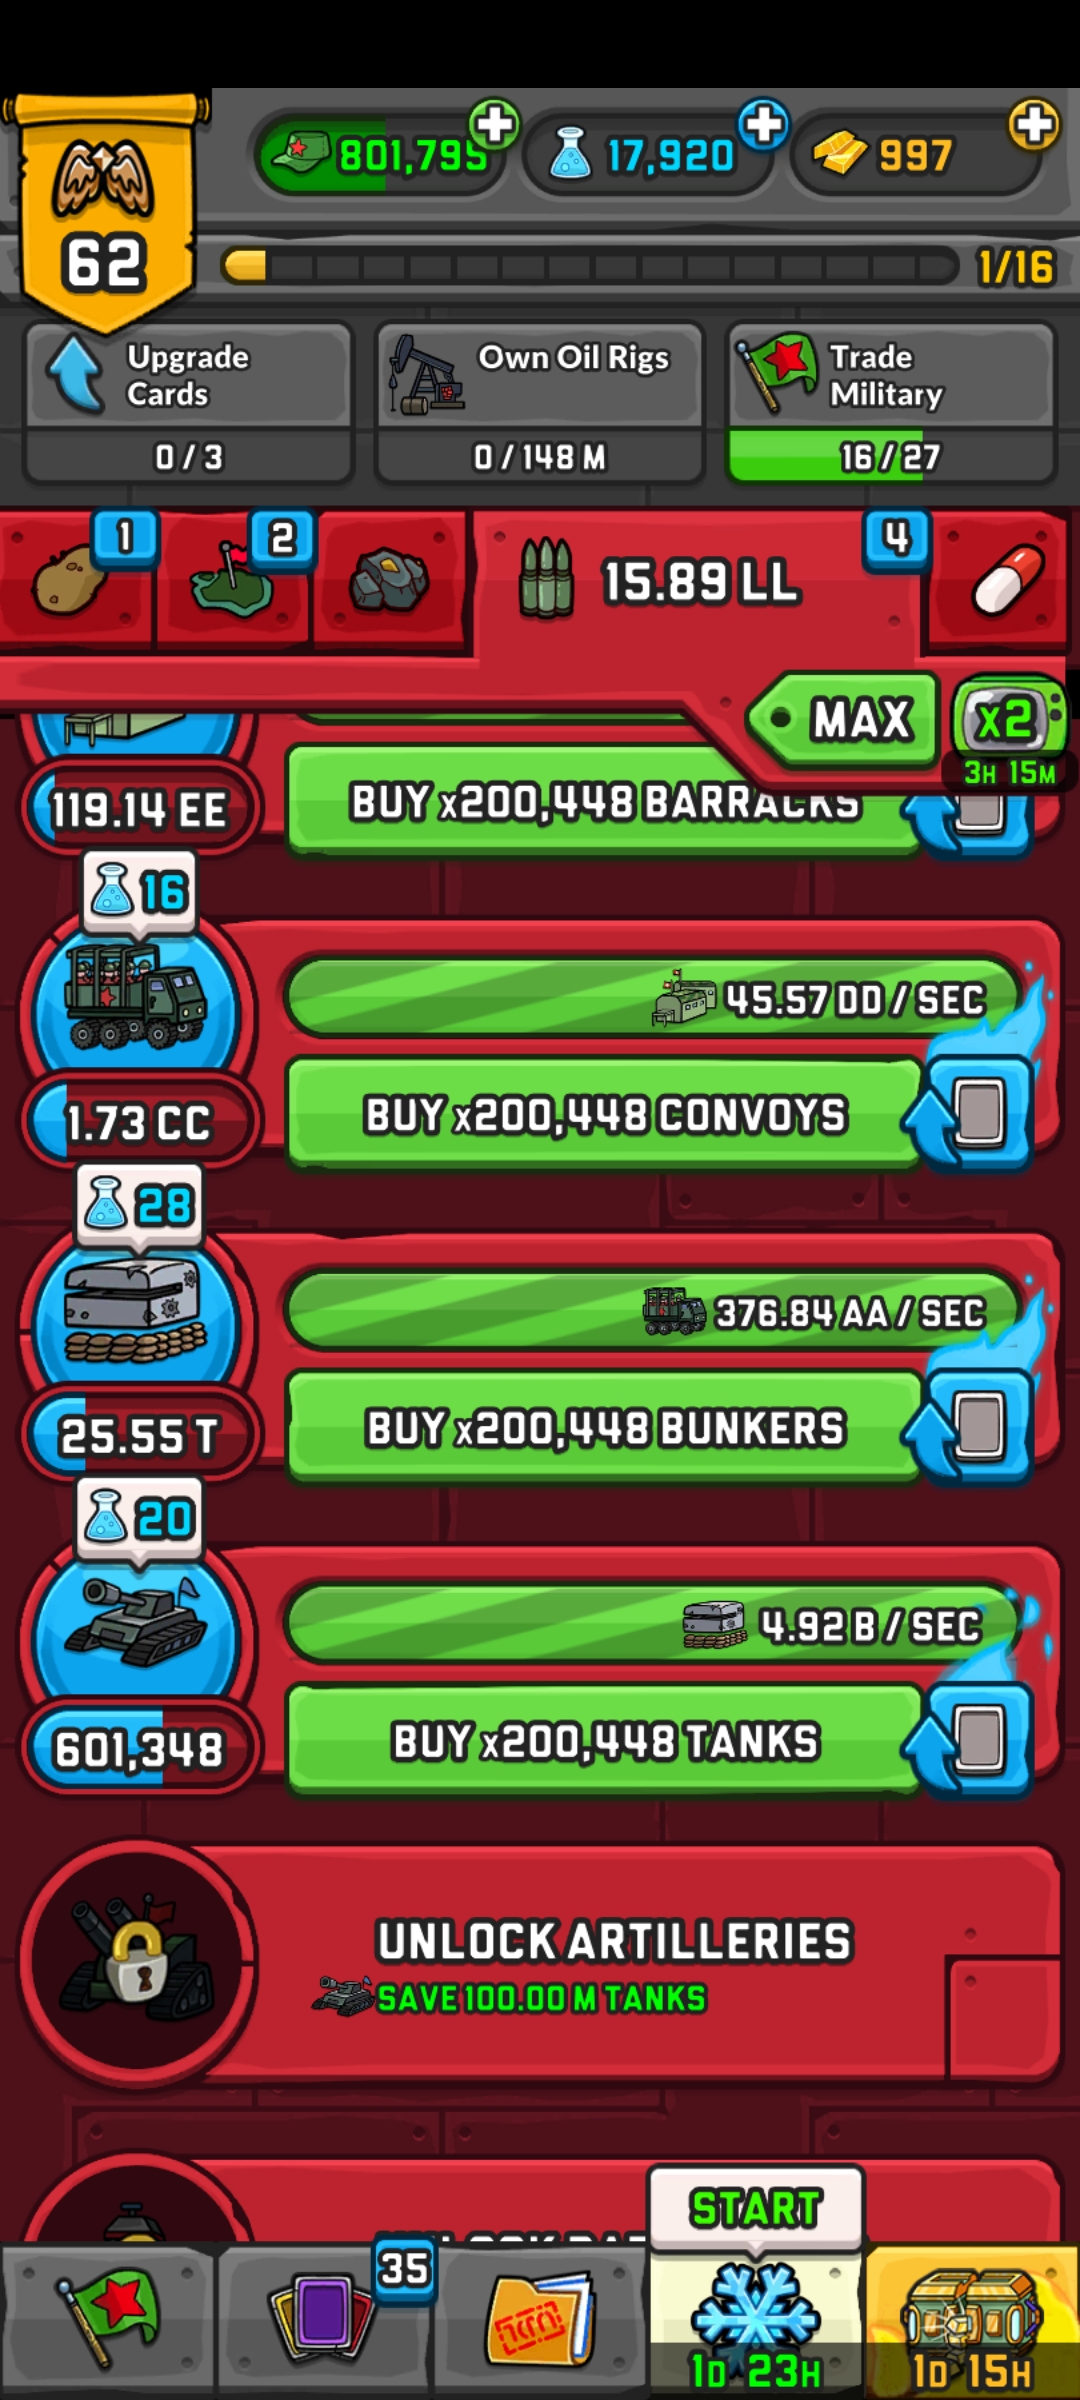 801,795
17,920
997
62
1/16
Upgrade Cards
0 / 3
Own Oil Rigs
0 / 148 M
Trade Military
16 / 27
1
2
15.89 LL
4
MAX
x2
3H 15M
119.14 EE
BUY x200,448 BARRACKS
16
45.57 DD / SEC
1.73 CC
BUY x200,448 CONVOYS
28
376.84 AA / SEC
25.55 T
BUY x200,448 BUNKERS
20
4.92 B / SEC
601,348
BUY x200,448 TANKS
UNLOCK ARTILLERIES
SAVE 100.00 M TANKS
START
35
1D 23H
1D 15H